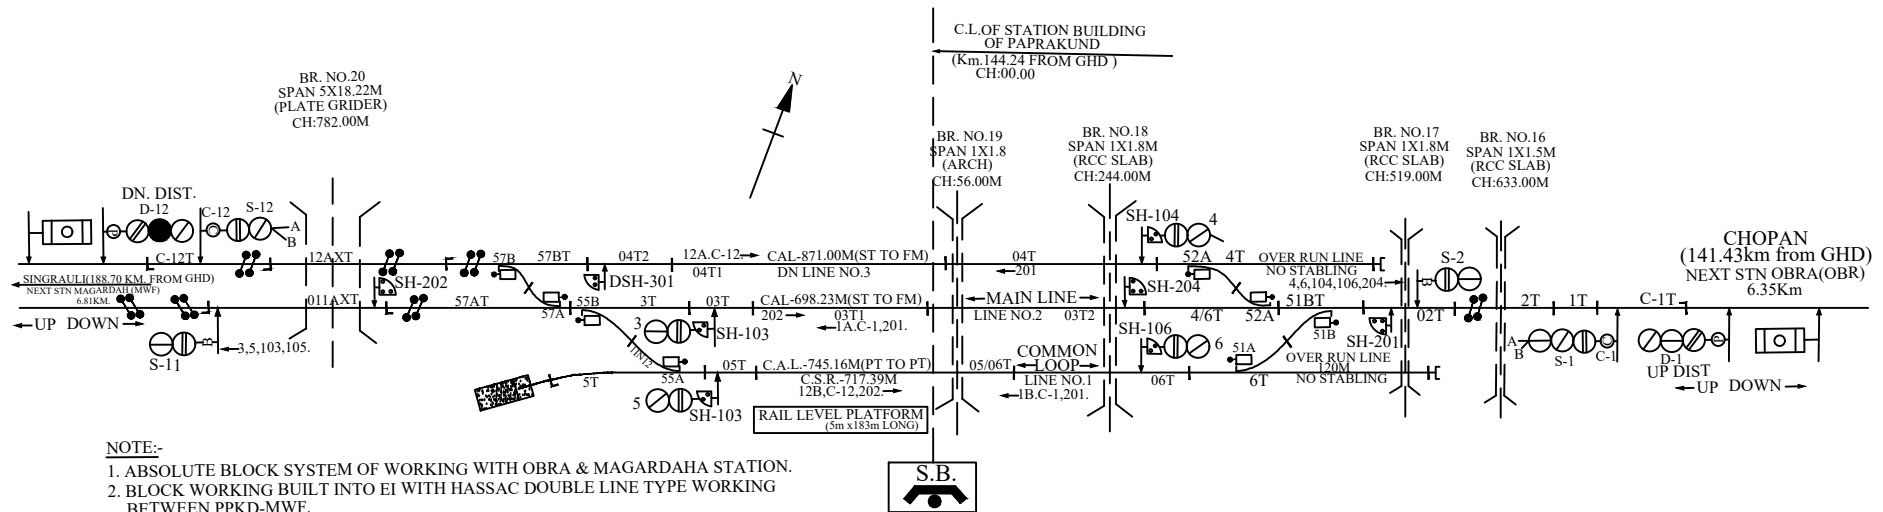 C.L.OF STATION BUILDING
OF PAPRAKUND
(Km.144.24 FROM GHD )
CH:00.00
BR. NO.20
SPAN 5X18.22M
(PLATE GRIDER)
CH:782.00M
N
BR. NO.19
SPAN 1X1.8
(ARCH)
CH:56.00M
BR. NO.18
SPAN 1X1.8M
(RCC SLAB)
CH:244.00M
BR. NO.17
SPAN 1X1.8M
(RCC SLAB)
CH:519.00M
BR. NO.16
SPAN 1X1.5M
(RCC SLAB)
CH:633.00M
DN. DIST.
D-12
C-12
S-12
A
B
P
C
SH-104
4
CHOPAN
(141.43km from GHD)
NEXT STN OBRA(OBR)
6.35Km
C-12T
12AXT
57B
57BT
04T2
12A.C-12
CAL-871.00M(ST TO FM)
04T1
DN LINE NO.3
04T
201
52A
4T
OVER RUN LINE
NO STABLING
4,6,104,106,204
S-2
B
SINGRAULI(188.70 KM. FROM GHD)
NEXT STN MAGARDAH (MWF)
6.81KM.
011AXT
SH-202
57AT
57A
55B
DSH-301
3T
03T
CAL-698.23M(ST TO FM)
202
03T1
1A.C-1,201.
MAIN LINE
LINE NO.2
03T2
SH-204
4/6T
52A
51BT
02T
2T
1T
C-1T
UP DOWN
S-11
B
3,5,103,105.
3
SH-103
1IN12
SH-106
6
51A
51B
SH-201
A
B
S-1
C-1
D-1
P
UP DIST
UP DOWN
5T
55A
05T
C.A.L.-745.16M(PT TO PT)
C.S.R.-717.39M
12B,C-12,202.
05/06T
COMMON
LOOP
LINE NO.1
1B.C-1,201.
06T
6T
OVER RUN LINE
120M
NO STABLING
5
SH-103
RAIL LEVEL PLATFORM
(5m x183m LONG)
S.B.
NOTE:-
1. ABSOLUTE BLOCK SYSTEM OF WORKING WITH OBRA & MAGARDAHA STATION.
2. BLOCK WORKING BUILT INTO EI WITH HASSAC DOUBLE LINE TYPE WORKING
BETWEEN PPKD-MWF.